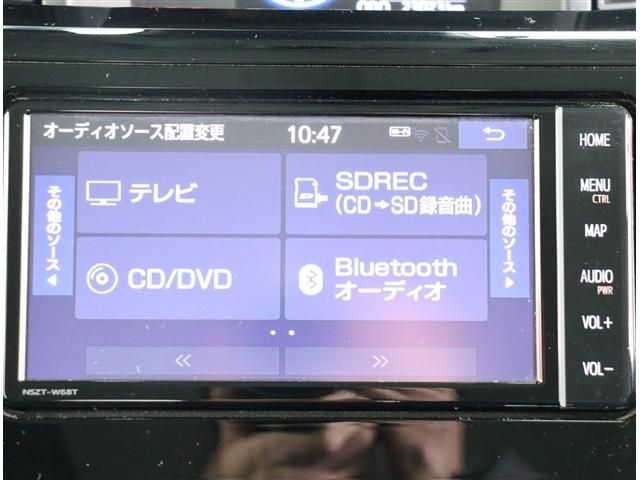 オーディオソース配置変更 10:47
HOME
その他のソース
テレビ
SDREC
(CD→SD録音曲)
その他のソース
MENU
CTRL
MAP
CD/DVD
Bluetooth
オーディオ
AUDIO
PWR
VOL+
VOL-
NSZT-W68T